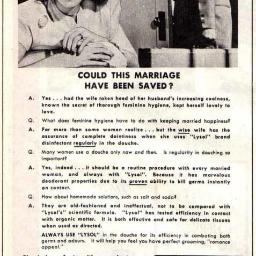 COULD THIS MARRIAGE
HAVE BEEN SAVED?
A. Yes... had the wife taken heed of her husband's increasing coolness,
known the secret of thorough feminine hygiene, kept herself lovely to
love.
Q. What does feminine hygiene have to do with keeping married happiness?
A. Far more than some women realize... but the wise wife has the
assurance of complete daintiness when she uses "Lysol" brand
disinfectant regularly in the douche.
Q. Many women use a douche only now and then. Is regularity in douching so
important?
A. Yes, indeed... it should be a routine procedure with every married
woman, and always with "Lysol". Because it has marvelous
deodorant properties due to its proven ability to kill germs instantly
on contact.
Q. How about homemade solutions, such as salt and soda?
A. They are old-fashioned and ineffectual, not to be compared with
"Lysol's" scientific formula. "Lysol" has tested efficiency in contact
with organic matter. It is both effective and safe for delicate tissues
when used as directed.
ALWAYS USE "LYSOL" in the douche for its efficiency in combating both
germs and odours. It will help you feel you have perfect grooming, "romance
appeal."